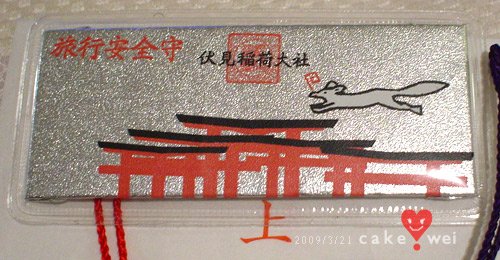 旅行安全守
伏見稲荷大社
上
2009/3/21 cake wei